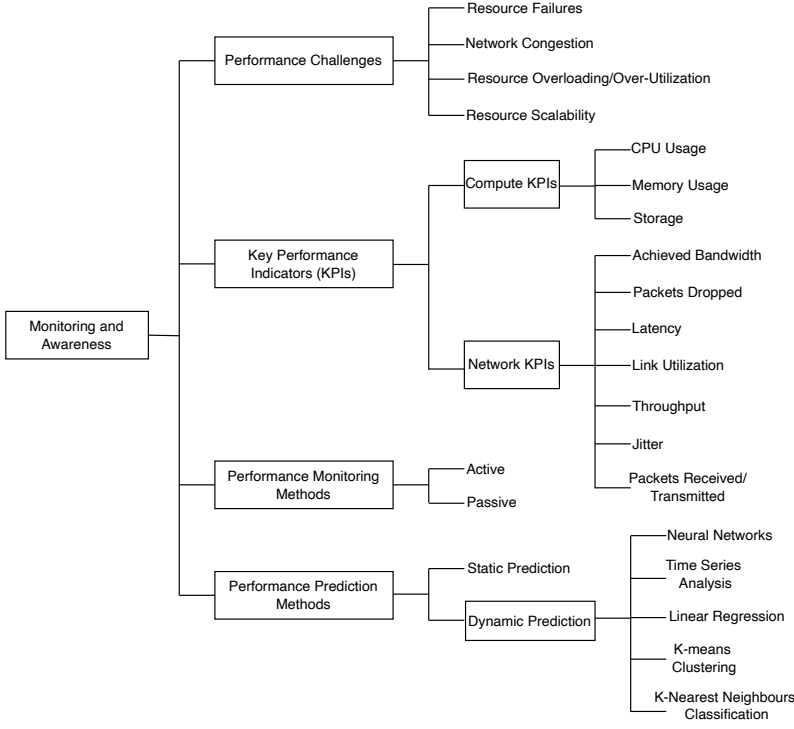 Monitoring and
Awareness
Performance Challenges
Resource Failures
Network Congestion
Resource Overloading/Over-Utilization
Resource Scalability
Key Performance
Indicators (KPIs)
Compute KPIs
CPU Usage
Memory Usage
Storage
Network KPIs
Achieved Bandwidth
Packets Dropped
Latency
Link Utilization
Throughput
Jitter
Packets Received/
Transmitted
Performance Monitoring
Methods
Active
Passive
Performance Prediction
Methods
Static Prediction
Dynamic Prediction
Neural Networks
Time Series
Analysis
Linear Regression
K-means
Clustering
K-Nearest Neighbours
Classification